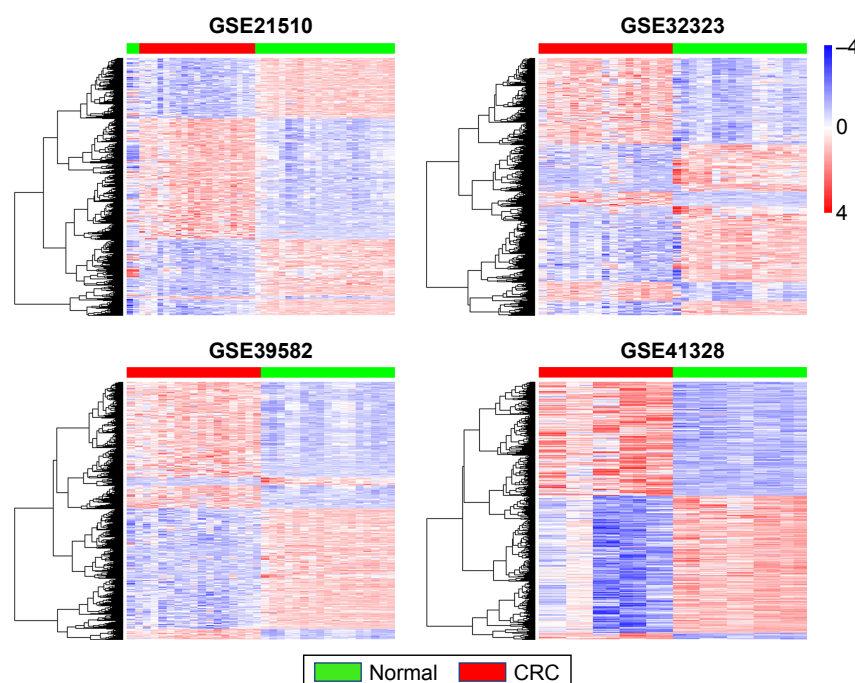 GSE21510
GSE32323
–4
0
4
GSE39582
GSE41328
Normal
CRC